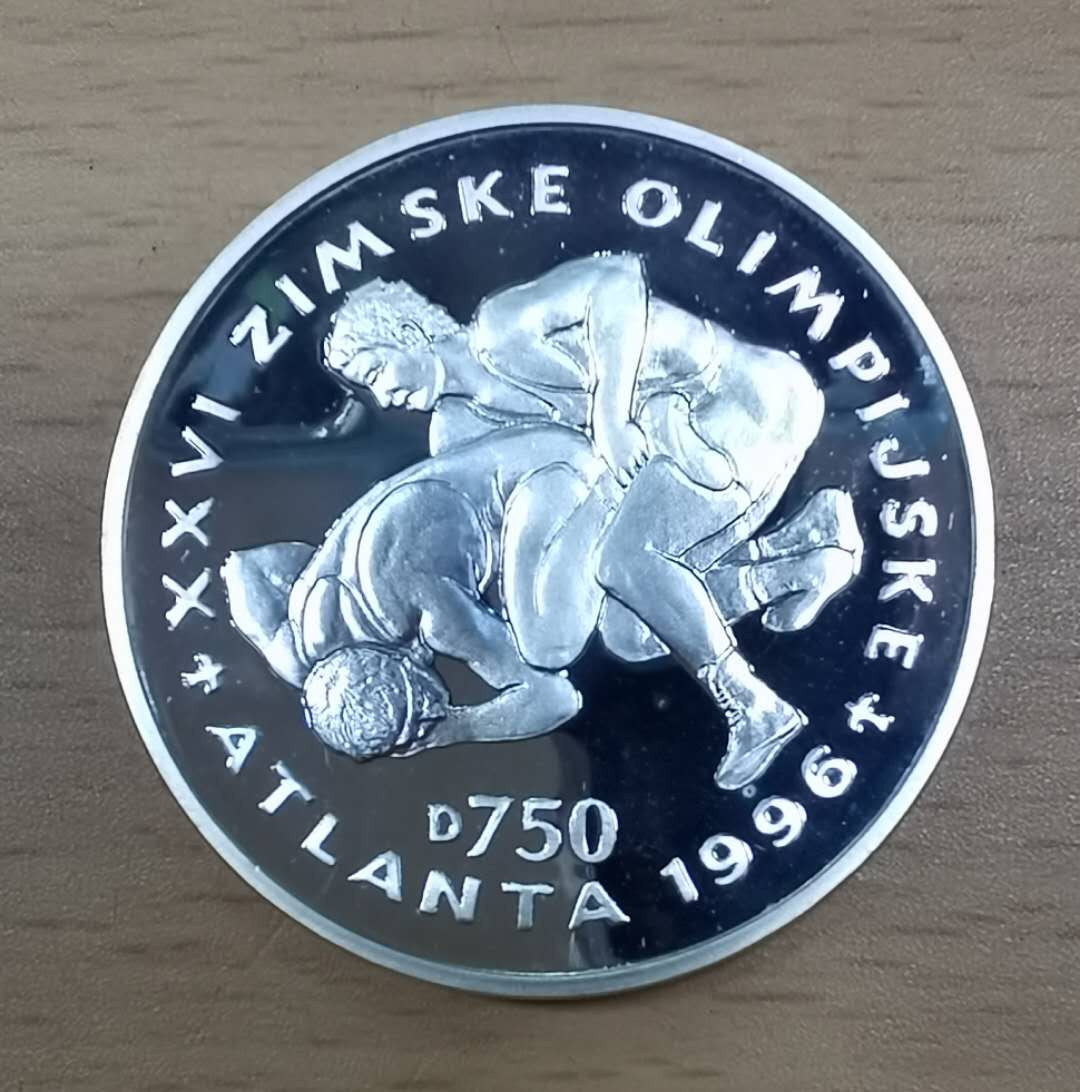 XXVI ZIMSKE OLIMPIJSKE
D750
ATLANTA 1996